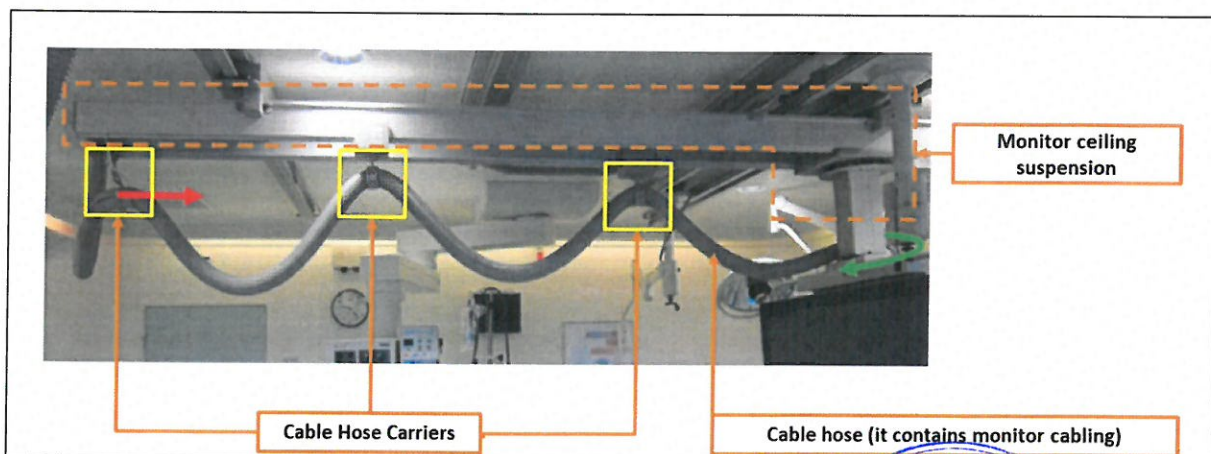 Monitor ceiling
suspension
Cable Hose Carriers
Cable hose (it contains monitor cabling)